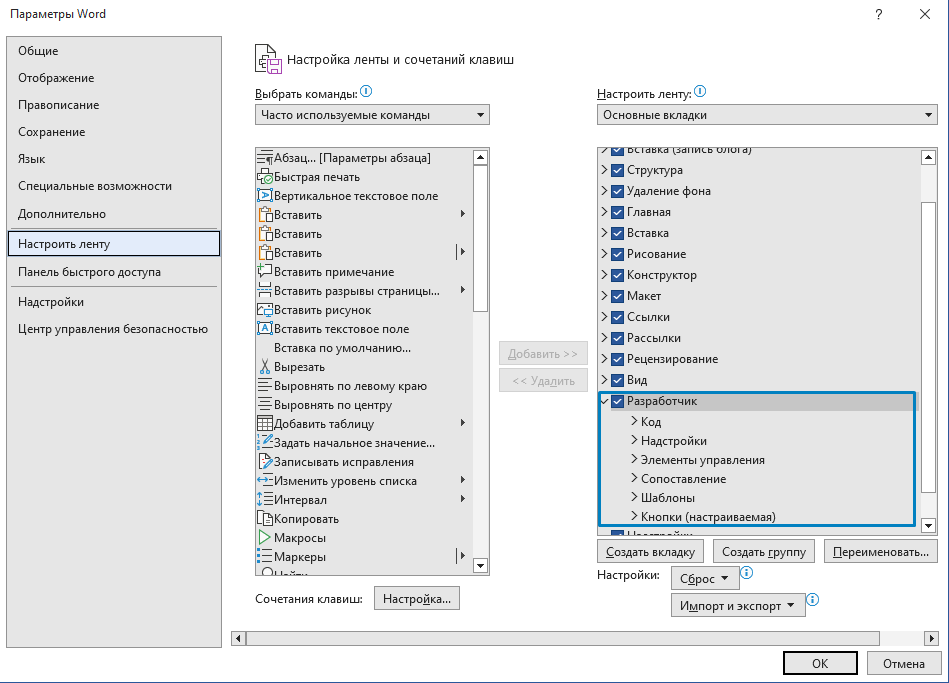 Параметры Word
?
Общие
Отображение
Правописание
Сохранение
Язык
Специальные возможности
Дополнительно
Настроить ленту
Панель быстрого доступа
Надстройки
Центр управления безопасностью
Настройка ленты и сочетаний клавиш
Выбрать команды:
Часто используемые команды
Абзац... [Параметры абзаца]
Быстрая печать
Вертикальное текстовое поле
Вставить
Вставить
Вставить
Вставить примечание
Вставить разрывы страницы...
Вставить рисунок
Вставить текстовое поле
Вставка по умолчанию...
Вырезать
Выровнять по левому краю
Выровнять по центру
Добавить таблицу
Задать начальное значение...
Записывать исправления
Изменить уровень списка
Интервал
Копировать
Макросы
Маркеры
Найти
Сочетания клавиш:
Настройка...
Добавить >>
<< Удалить
Настроить ленту:
Основные вкладки
Вставка (запись блога)
Структура
Удаление фона
Главная
Вставка
Рисование
Конструктор
Макет
Ссылки
Рассылки
Рецензирование
Вид
Разработчик
Код
Надстройки
Элементы управления
Сопоставление
Шаблоны
Кнопки (настраиваемая)
Надстройки
Создать вкладку
Создать группу
Переименовать...
Настройки:
Сброс
Импорт и экспорт
ОК
Отмена